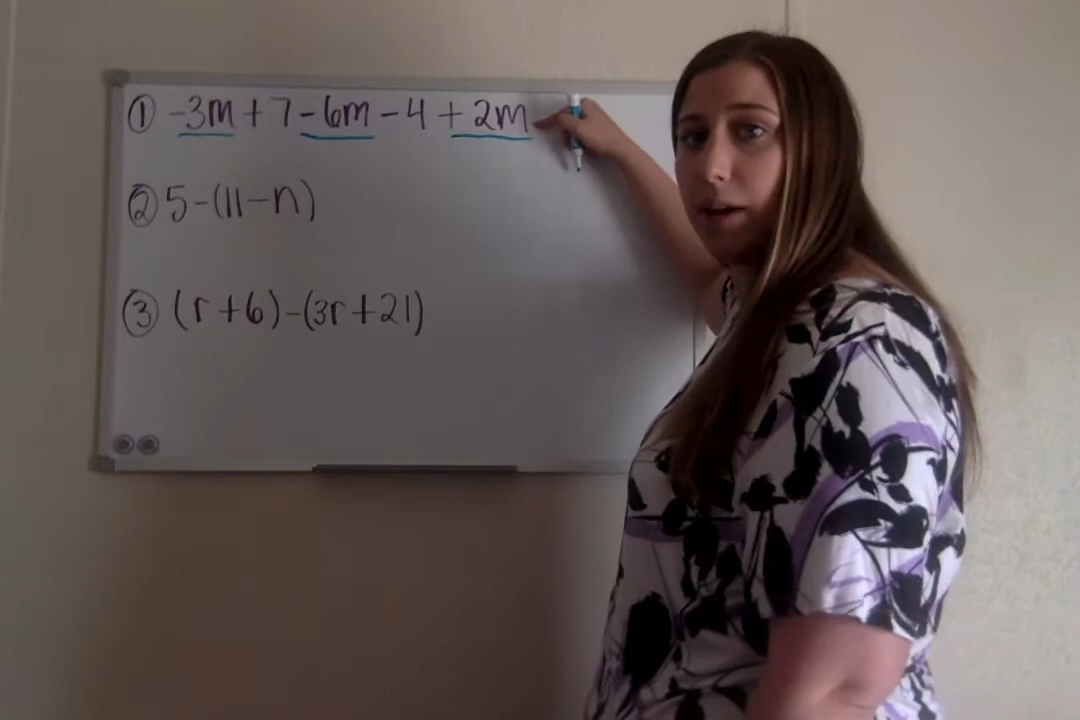 ① -3m + 7 - 6m - 4 + 2m
② 5 - (11 - n)
③ (r + 6) - (3r + 21)